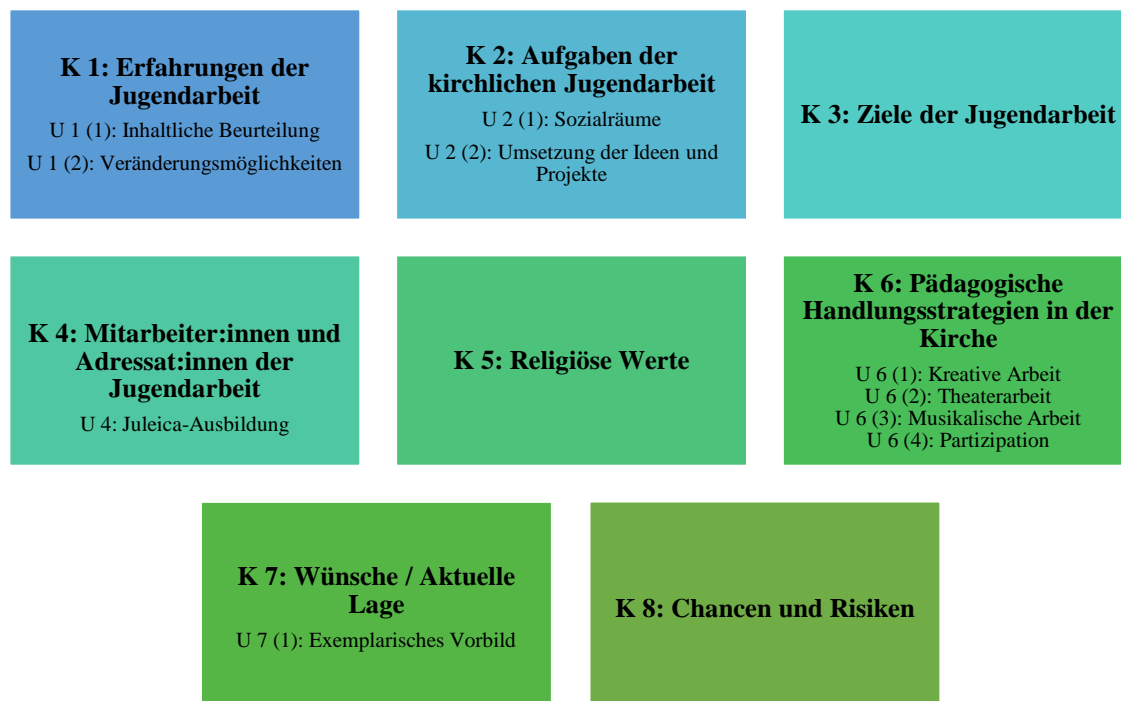 K 1: Erfahrungen der
Jugendarbeit
U 1 (1): Inhaltliche Beurteilung
U 1 (2): Veränderungsmöglichkeiten
K 2: Aufgaben der
kirchlichen Jugendarbeit
U 2 (1): Sozialräume
U 2 (2): Umsetzung der Ideen und
Projekte
K 3: Ziele der Jugendarbeit
K 4: Mitarbeiter:innen und
Adressat:innen der
Jugendarbeit
U 4: Juleica-Ausbildung
K 5: Religiöse Werte
K 6: Pädagogische
Handlungsstrategien in der
Kirche
U 6 (1): Kreative Arbeit
U 6 (2): Theaterarbeit
U 6 (3): Musikalische Arbeit
U 6 (4): Partizipation
K 7: Wünsche / Aktuelle
Lage
U 7 (1): Exemplarisches Vorbild
K 8: Chancen und Risiken